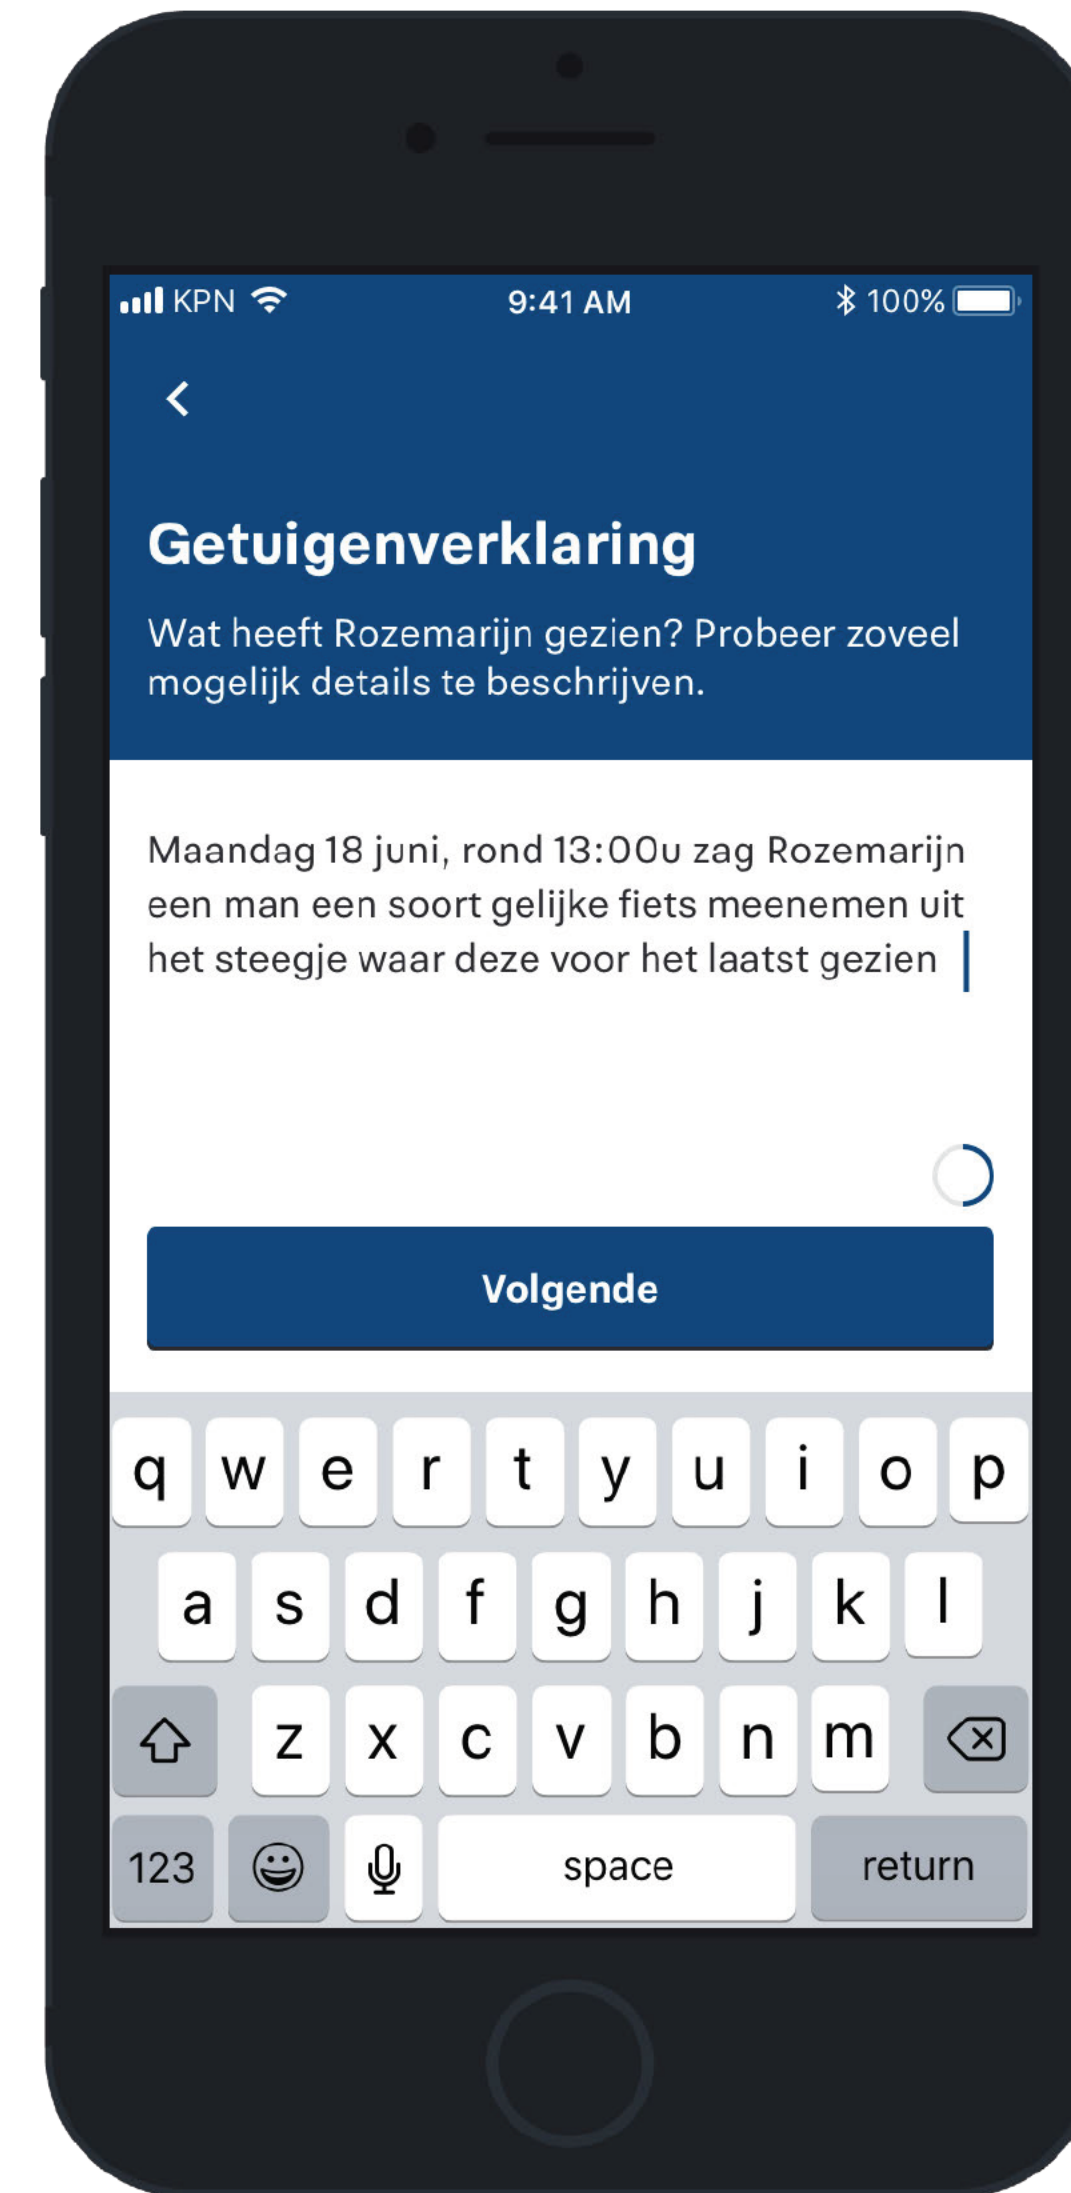 KPN 9:41 AM 100%
Getuigenverklaring
Wat heeft Rozemarijn gezien? Probeer zoveel
mogelijk details te beschrijven.
Maandag 18 juni, rond 13:00u zag Rozemarijn
een man een soort gelijke fiets meenemen uit
het steegje waar deze voor het laatst gezien
Volgende
q w e r t y u i o p
a s d f g h j k l
z x c v b n m
123 space return